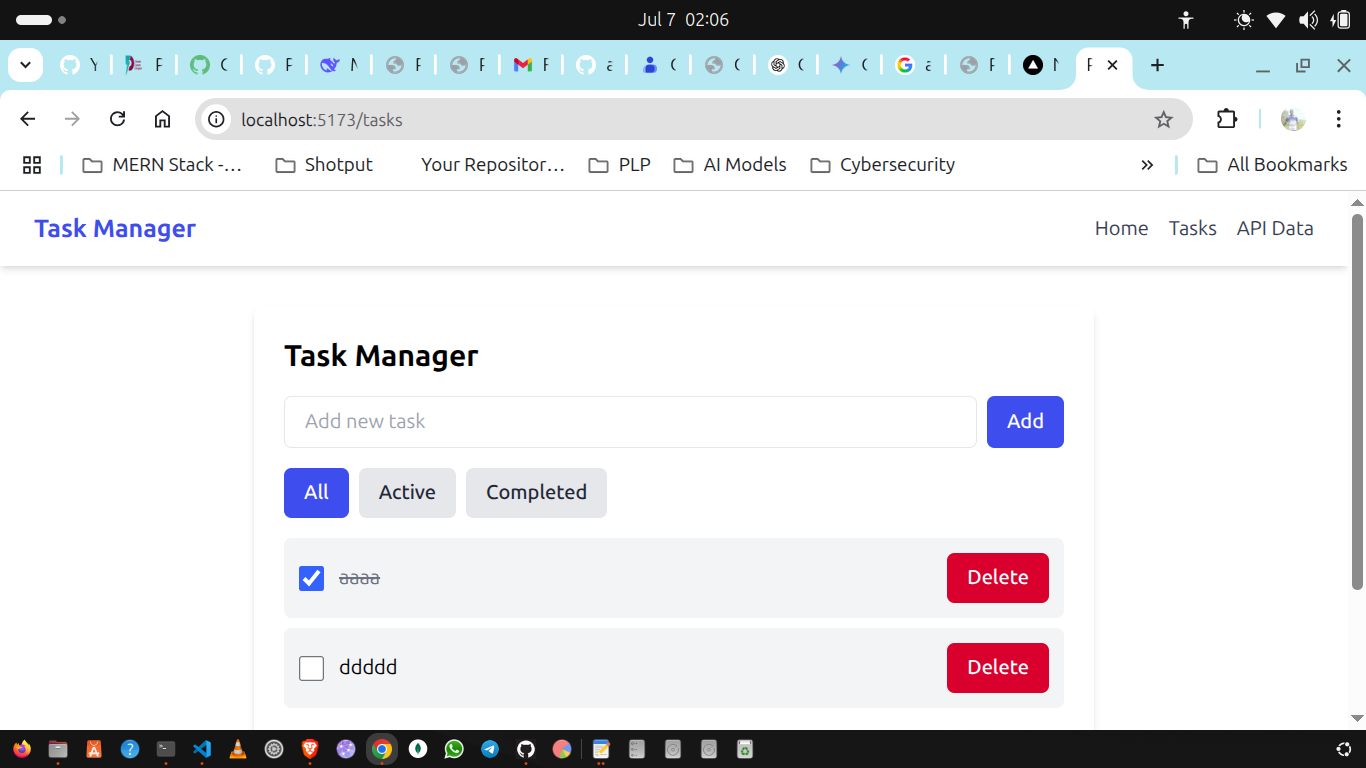 Jul 7 02:06
localhost:5173/tasks
MERN Stack -... Shotput Your Repositor... PLP AI Models Cybersecurity » All Bookmarks
Task Manager Home Tasks API Data
Task Manager
Add new task Add
All Active Completed
aaaa Delete
ddddd Delete